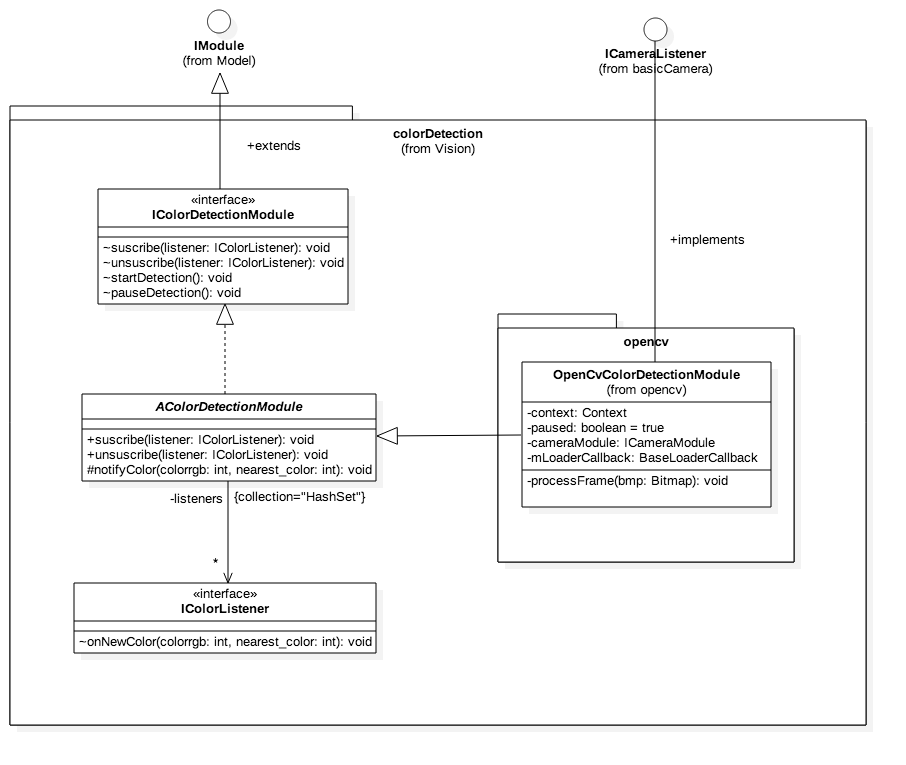 IModule
(from Model)
ICameraListener
(from basicCamera)
colorDetection
(from Vision)
+extends
«interface»
IColorDetectionModule
~suscribe(listener: IColorListener): void
~unsuscribe(listener: IColorListener): void
~startDetection(): void
~pauseDetection(): void
+implements
opencv
OpenCvColorDetectionModule
(from opencv)
-context: Context
-paused: boolean = true
-cameraModule: ICameraModule
-mLoaderCallback: BaseLoaderCallback
-processFrame(bmp: Bitmap): void
AColorDetectionModule
+suscribe(listener: IColorListener): void
+unsuscribe(listener: IColorListener): void
#notifyColor(colorrgb: int, nearest_color: int): void
-listeners
{collection="HashSet"}
*
«interface»
IColorListener
~onNewColor(colorrgb: int, nearest_color: int): void